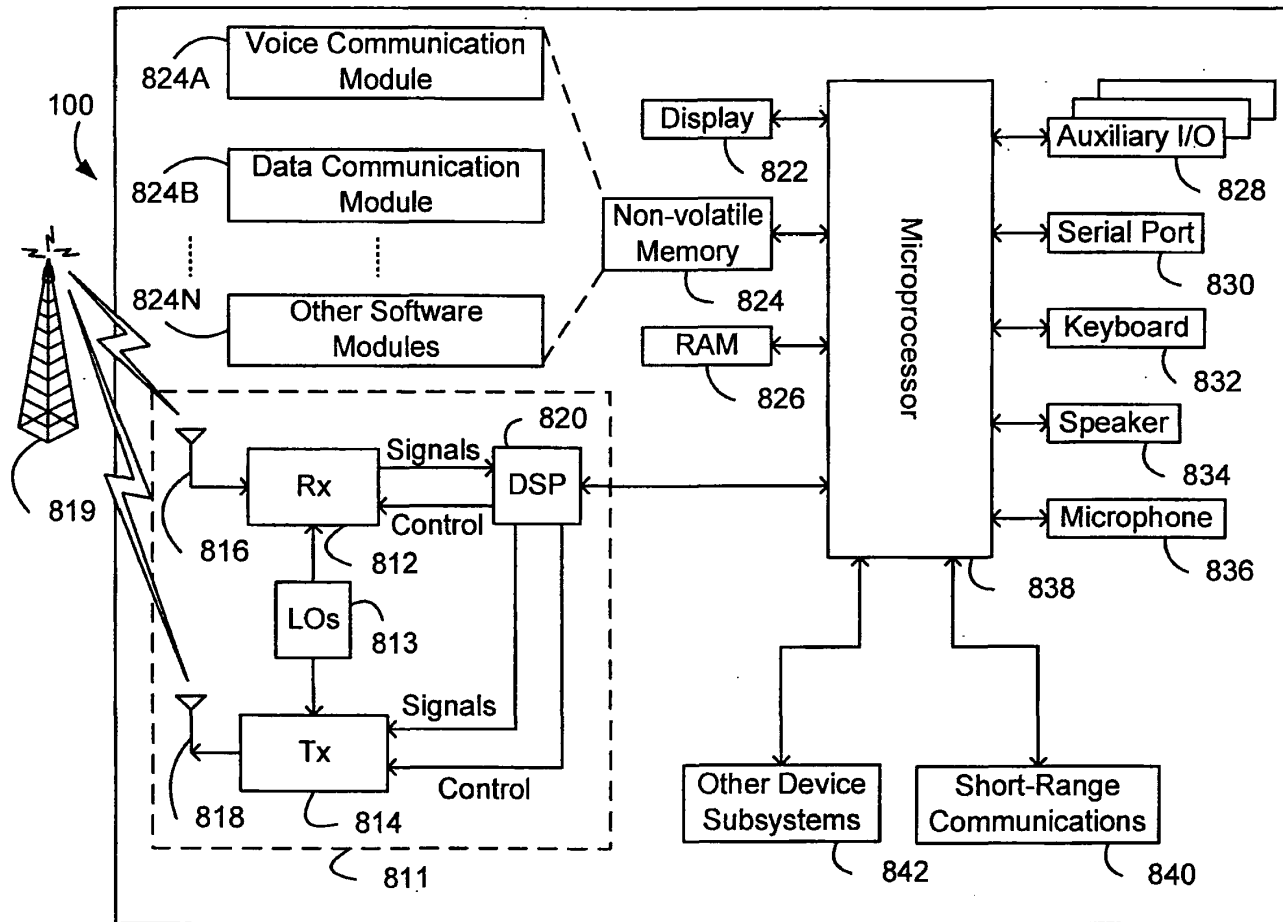 Voice Communication
Module
824A
100
Data Communication
Module
824B
824N
Other Software
Modules
Non-volatile
Memory
824
Display
822
RAM
826
Microprocessor
838
Auxiliary I/O
828
Serial Port
830
Keyboard
832
Speaker
834
Microphone
836
819
816
Rx
812
Signals
Control
820
DSP
LOs
813
Signals
Tx
Control
818
814
811
Other Device
Subsystems
842
Short-Range
Communications
840